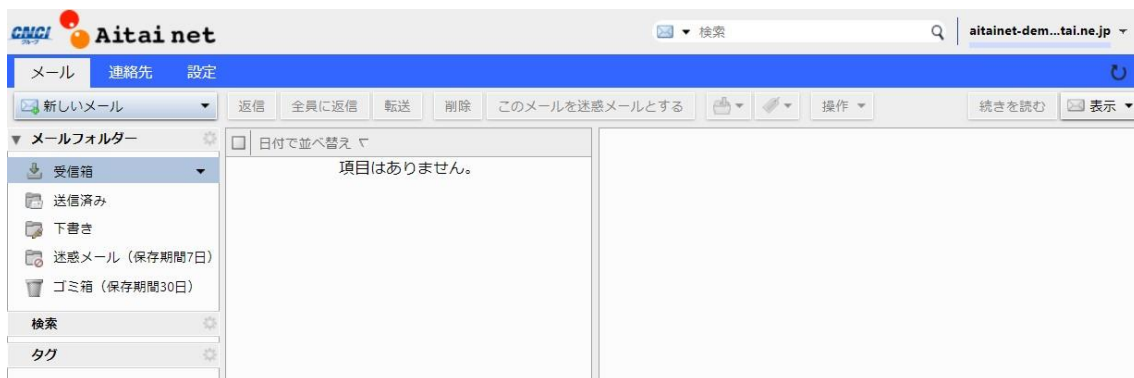 CNCI グループ Aitai net 検索 aitainet-dem...tai.ne.jp
メール 連絡先 設定
新しいメール 返信 全員に返信 転送 削除 このメールを迷惑メールとする 操作 続きを読む 表示
メールフォルダー 日付で並べ替え
受信箱 項目はありません。
送信済み
下書き
迷惑メール（保存期間7日）
ゴミ箱（保存期間30日）
検索
タグ